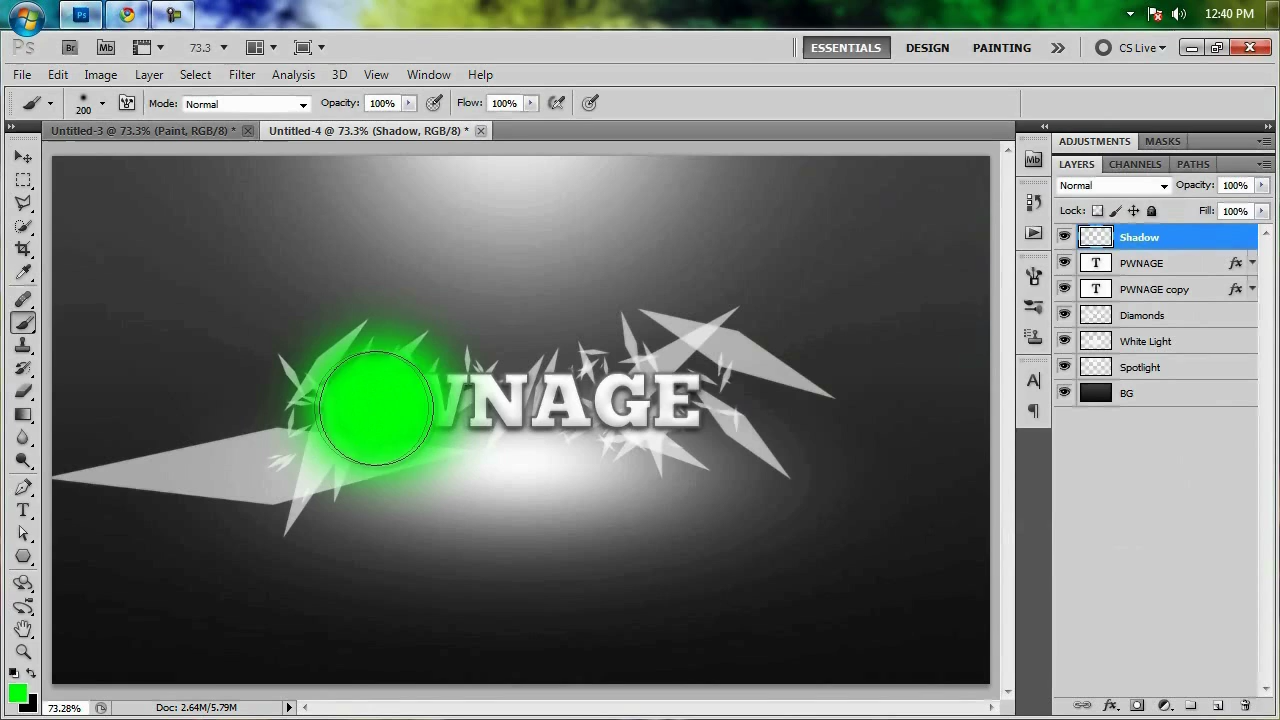 12:40 PM
Ps Br Mb 73.3 ESSENTIALS DESIGN PAINTING CS Live
File Edit Image Layer Select Filter Analysis 3D View Window Help
200 Mode: Normal Opacity: 100% Flow: 100%
Untitled-3 @ 73.3% (Paint, RGB/8) * Untitled-4 @ 73.3% (Shadow, RGB/8) *
ADJUSTMENTS MASKS
LAYERS CHANNELS PATHS
Normal Opacity: 100%
Lock: Fill: 100%
Shadow
T PWNAGE fx
T PWNAGE copy fx
Diamonds
White Light
Spotlight
BG
WNAGE
73.28% Doc: 2.64M/5.79M